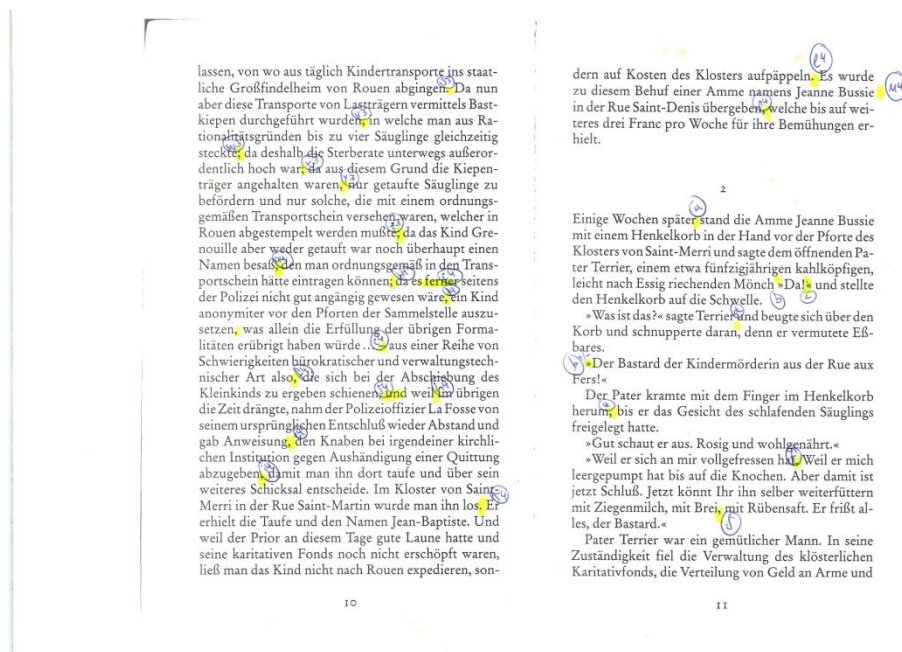 lassen, von wo aus täglich Kindertransporte ins staat-
liche Großfindelheim von Rouen abgingen. Da nun
aber diese Transporte von Lastträgern vermittels Bast-
kiepen durchgeführt wurden, in welche man aus Ra-
tionalitätsgründen bis zu vier Säuglinge gleichzeitig
steckte; da deshalb die Sterberate unterwegs außeror-
dentlich hoch war; da aus diesem Grund die Kiepen-
träger angehalten waren, nur getaufte Säuglinge zu
befördern und nur solche, die mit einem ordnungs-
gemäßen Transportschein versehen waren, welcher in
Rouen abgestempelt werden mußte; da das Kind Gre-
nouille aber weder getauft war noch überhaupt einen
Namen besaß, den man ordnungsgemäß in den Trans-
portschein hätte eintragen können; da es ferner seitens
der Polizei nicht gut angängig gewesen wäre, ein Kind
anonymiter vor den Pforten der Sammelstelle auszu-
setzen, was allein die Erfüllung der übrigen Forma-
litäten erübrigt haben würde ... – aus einer Reihe von
Schwierigkeiten bürokratischer und verwaltungstech-
nischer Art also, die sich bei der Abschiebung des
Kleinkinds zu ergeben schienen, und weil im übrigen
die Zeit drängte, nahm der Polizeioffizier La Fosse von
seinem ursprünglichen Entschluß wieder Abstand und
gab Anweisung, den Knaben bei irgendeiner kirchli-
chen Institution gegen Aushändigung einer Quittung
abzugeben, damit man ihn dort taufe und über sein
weiteres Schicksal entscheide. Im Kloster von Saint-
Merri in der Rue Saint-Martin wurde man ihn los. Er
erhielt die Taufe und den Namen Jean-Baptiste. Und
weil der Prior an diesem Tage gute Laune hatte und
seine karitativen Fonds noch nicht erschöpft waren,
ließ man das Kind nicht nach Rouen expedieren, son-
10
dern auf Kosten des Klosters aufpäppeln. Es wurde
zu diesem Behuf einer Amme namens Jeanne Bussie
in der Rue Saint-Denis übergeben, welche bis auf wei-
teres drei Franc pro Woche für ihre Bemühungen er-
hielt.
2
Einige Wochen später stand die Amme Jeanne Bussie
mit einem Henkelkorb in der Hand vor der Pforte des
Klosters von Saint-Merri und sagte dem öffnenden Pa-
ter Terrier, einem etwa fünfzigjährigen kahlköpfigen,
leicht nach Essig riechenden Mönch »Da!« und stellte
den Henkelkorb auf die Schwelle.
»Was ist das?« sagte Terrier und beugte sich über den
Korb und schnupperte daran, denn er vermutete Eß-
bares.
»Der Bastard der Kindermörderin aus der Rue aux
Fers!«
Der Pater kramte mit dem Finger im Henkelkorb
herum, bis er das Gesicht des schlafenden Säuglings
freigelegt hatte.
»Gut schaut er aus. Rosig und wohlgenährt.«
»Weil er sich an mir vollgefressen hat. Weil er mich
leergepumpt hat bis auf die Knochen. Aber damit ist
jetzt Schluß. Jetzt könnt Ihr ihn selber weiterfüttern
mit Ziegenmilch, mit Brei, mit Rübensaft. Er frißt al-
les, der Bastard.«
Pater Terrier war ein gemütlicher Mann. In seine
Zuständigkeit fiel die Verwaltung des klösterlichen
Karitativfonds, die Verteilung von Geld an Arme und
11